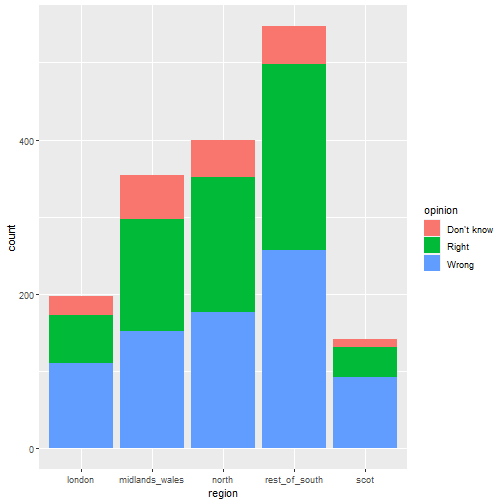 count
400
200
0
london
midlands_wales
north
rest_of_south
scot
region
opinion
Don't know
Right
Wrong